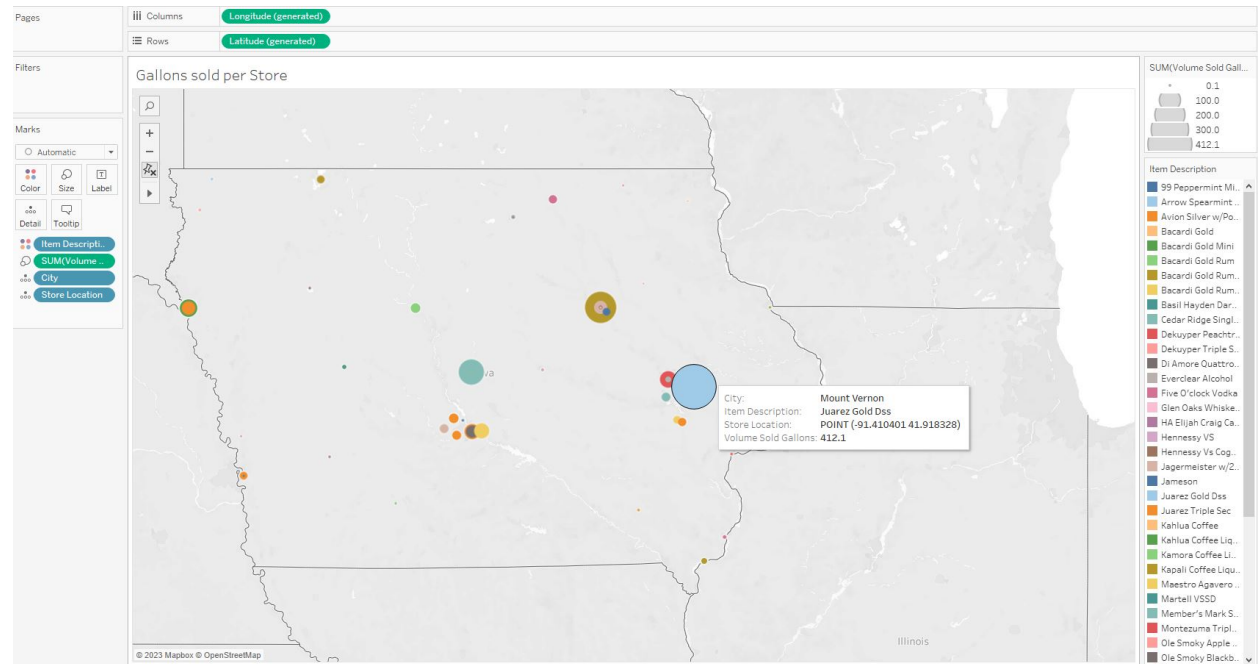 Pages
iii Columns
Longitude (generated)
Rows
Latitude (generated)
Filters
Marks
Automatic
Color
Size
Label
Detail
Tooltip
Item Descripti..
SUM(Volume ..
City
Store Location
Gallons sold per Store
va
City: Mount Vernon
Item Description: Juarez Gold Dss
Store Location: POINT (-91.410401 41.918328)
Volume Sold Gallons: 412.1
Illinois
© 2023 Mapbox © OpenStreetMap
SUM(Volume Sold Gall...
0.1
100.0
200.0
300.0
412.1
Item Description
99 Peppermint Mi..
Arrow Spearmint ..
Avion Silver w/Po..
Bacardi Gold
Bacardi Gold Mini
Bacardi Gold Rum
Bacardi Gold Rum..
Bacardi Gold Rum..
Basil Hayden Dar..
Cedar Ridge Singl..
Dekuyper Peachtr..
Dekuyper Triple S..
Di Amore Quattro..
Everclear Alcohol
Five O'clock Vodka
Glen Oaks Whiske..
HA Elijah Craig Ca..
Hennessy VS
Hennessy Vs Cog..
Jagermeister w/2..
Jameson
Juarez Gold Dss
Juarez Triple Sec
Kahlua Coffee
Kahlua Coffee Liq..
Kamora Coffee Li..
Kapali Coffee Liqu..
Maestro Agavero ..
Martell VSSD
Member's Mark S..
Montezuma Tripl..
Ole Smoky Apple ..
Ole Smoky Blackb..